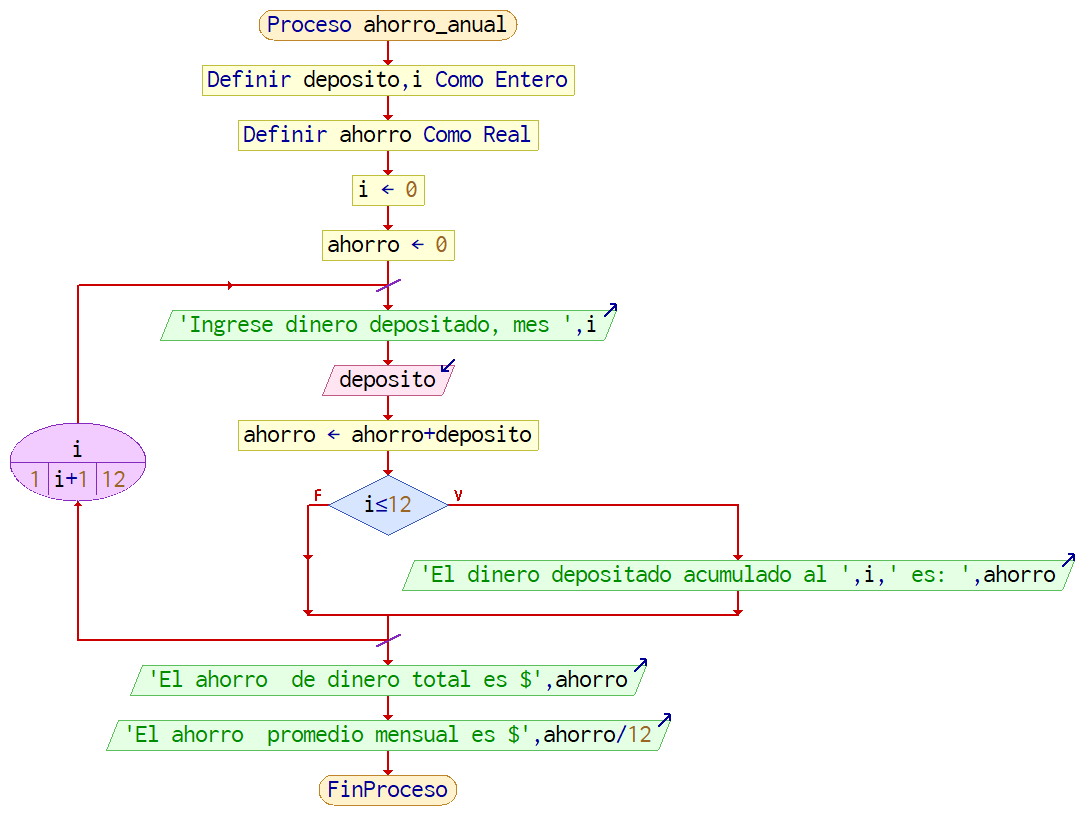 Proceso ahorro_anual
Definir deposito,i Como Entero
Definir ahorro Como Real
i ← 0
ahorro ← 0
'Ingrese dinero depositado, mes ',i
deposito
ahorro ← ahorro+deposito
i
1 i+1 12
F i≤12 V
'El dinero depositado acumulado al ',i,' es: ',ahorro
'El ahorro  de dinero total es $',ahorro
'El ahorro  promedio mensual es $',ahorro/12
FinProceso